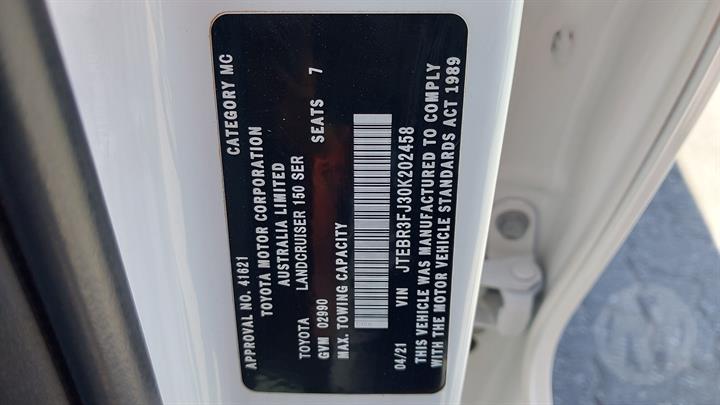 APPROVAL NO. 41621 CATEGORY MC
TOYOTA MOTOR CORPORATION
AUSTRALIA LIMITED
TOYOTA LANDCRUISER 150 SER
GVM 02990 SEATS 7
MAX. TOWING CAPACITY
04/21 VIN JTEBR3FJ30K202458
THIS VEHICLE WAS MANUFACTURED TO COMPLY
WITH THE MOTOR VEHICLE STANDARDS ACT 1989